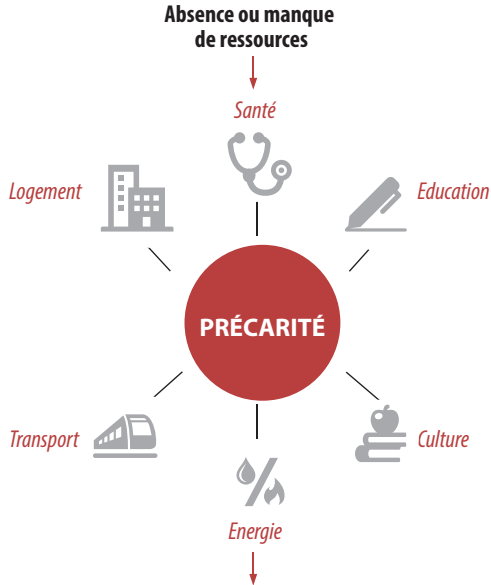 Absence ou manque
de ressources
Santé
Logement
Education
PRÉCARITÉ
Transport
Culture
Energie